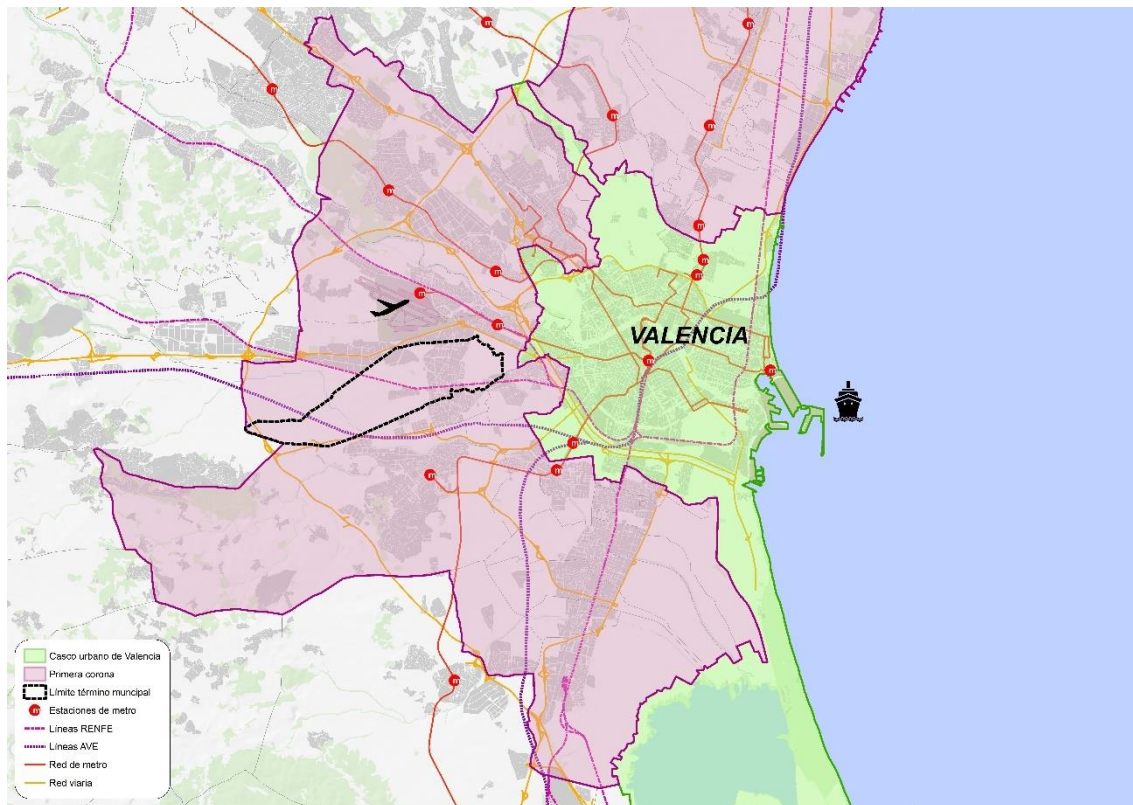 VALENCIA
Casco urbano de Valencia
Primera corona
Límite término muncipal
m Estaciones de metro
Líneas RENFE
Líneas AVE
Red de metro
Red viaria